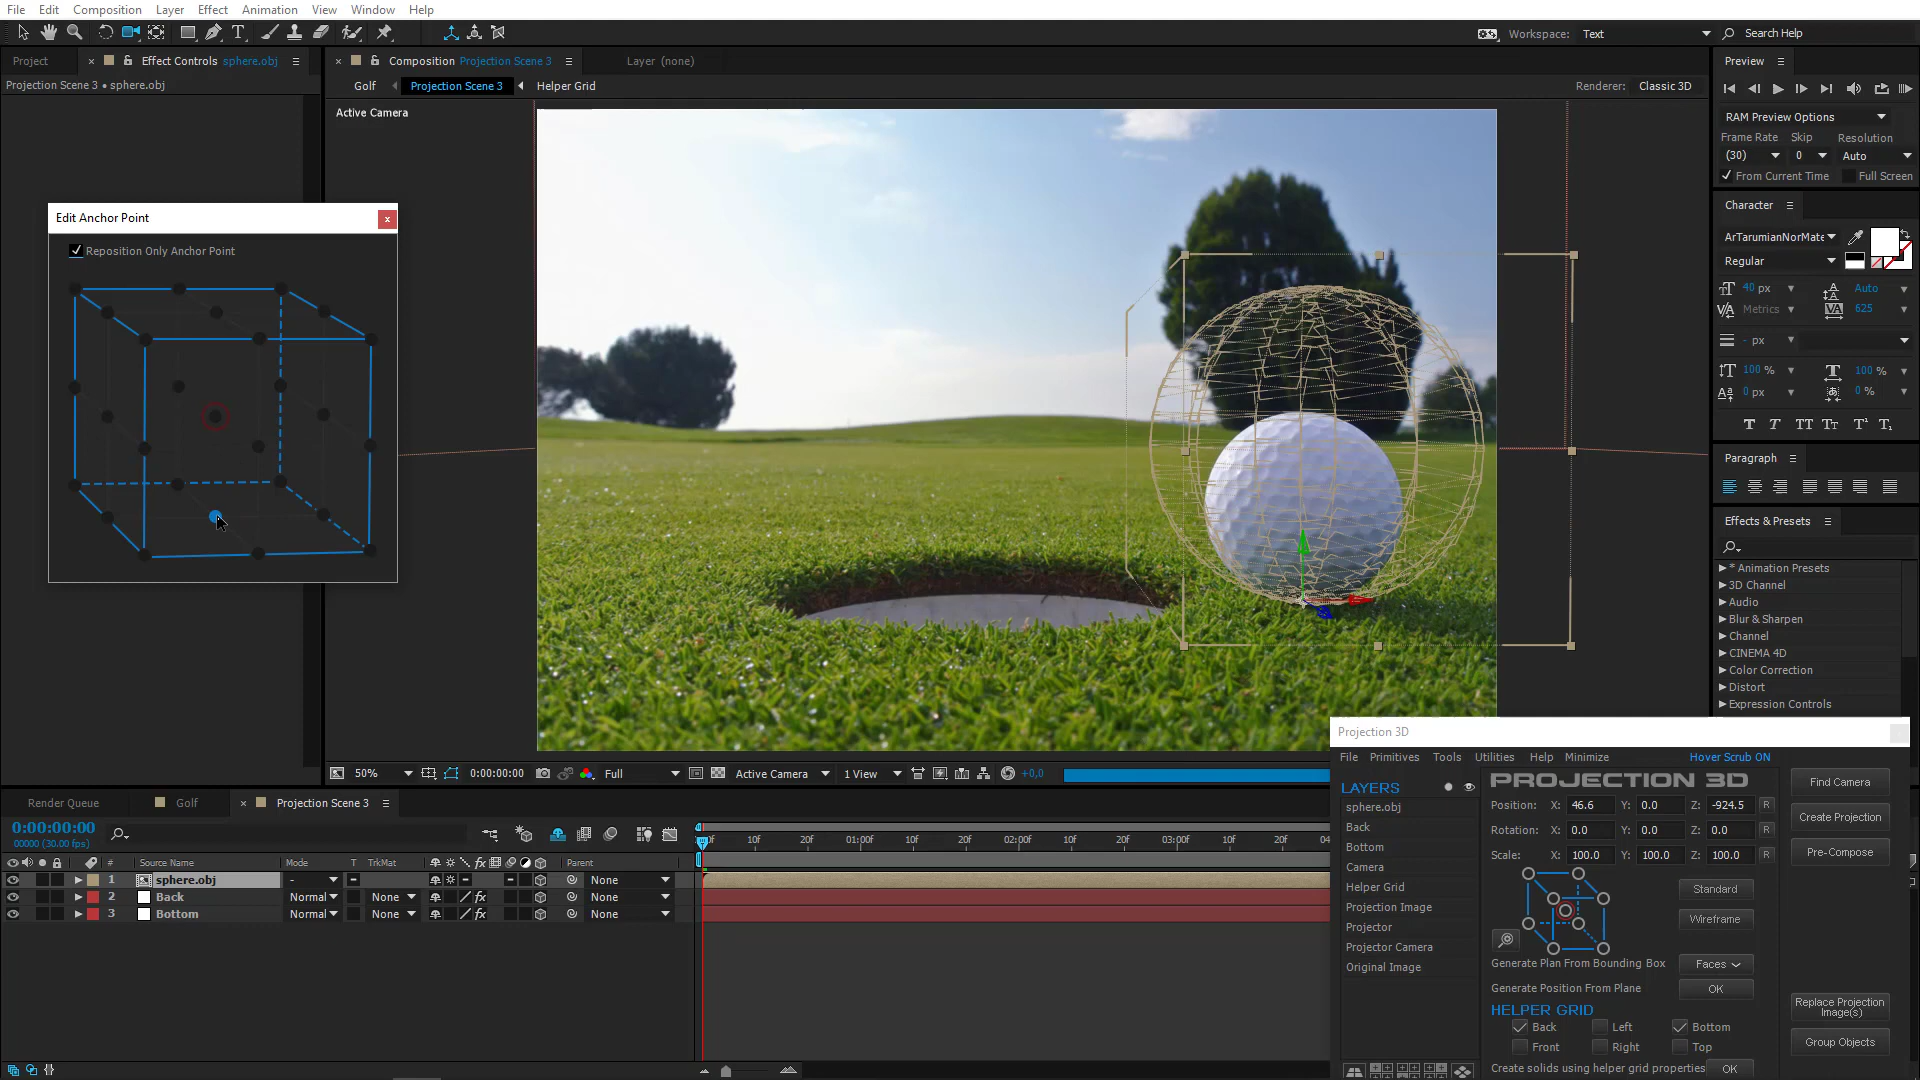 File Edit Composition Layer Effect Animation View Window Help
Workspace: Text Search Help
Project × Effect Controls sphere.obj
Projection Scene 3 • sphere.obj
× Composition Projection Scene 3 Layer (none)
Golf Projection Scene 3 Helper Grid Renderer: Classic 3D
Active Camera
Preview
RAM Preview Options
Frame Rate Skip Resolution
(30) 0 Auto
From Current Time Full Screen
Character
ArTarumianNorMate
Regular
40 px Auto
Metrics 625
- px
100 % 100 %
0 px 0 %
Paragraph
Effects & Presets
* Animation Presets
3D Channel
Audio
Blur & Sharpen
Channel
CINEMA 4D
Color Correction
Distort
Expression Controls
Edit Anchor Point x
Reposition Only Anchor Point
50% 0:00:00:00 Full Active Camera 1 View +0,0
Render Queue Golf × Projection Scene 3
0:00:00:00
00000 (30.00 fps)
# Source Name Mode T TrkMat Parent
1 sphere.obj - None
2 Back Normal None None
3 Bottom Normal None None
10f 20f 01:00f 10f 20f 02:00f 10f 20f 03:00f 10f 20f
Projection 3D
File Primitives Tools Utilities Help Minimize Hover Scrub ON
LAYERS
sphere.obj
Back
Bottom
Camera
Helper Grid
Projection Image
Projector
Projector Camera
Original Image
PROJECTION 3D
Position: X: 46.6 Y: 0.0 Z: -924.5 R
Rotation: X: 0.0 Y: 0.0 Z: 0.0 R
Scale: X: 100.0 Y: 100.0 Z: 100.0 R
Standard
Wireframe
Generate Plan From Bounding Box Faces
Generate Position From Plane OK
HELPER GRID
Back Left Bottom
Front Right Top
Create solids using helper grid properties OK
Find Camera
Create Projection
Pre-Compose
Replace Projection
Image(s)
Group Objects